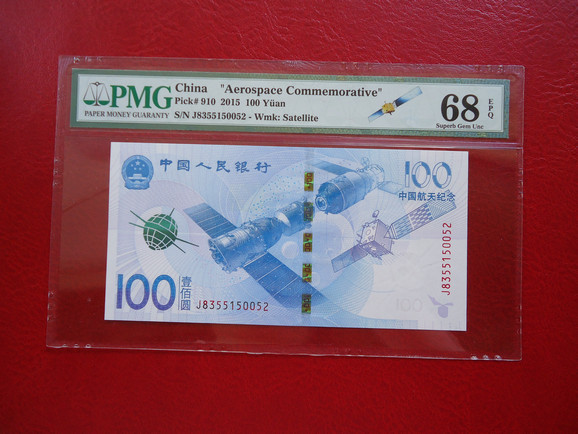 PMG
PAPER MONEY GUARANTY
China "Aerospace Commemorative"
Pick# 910 2015 100 Yüan
S/N J8355150052 - Wmk: Satellite
68 EPQ
Superb Gem Unc
中国人民银行
100
中国航天纪念
100 壹佰圆
J8355150052
J8355150052
100